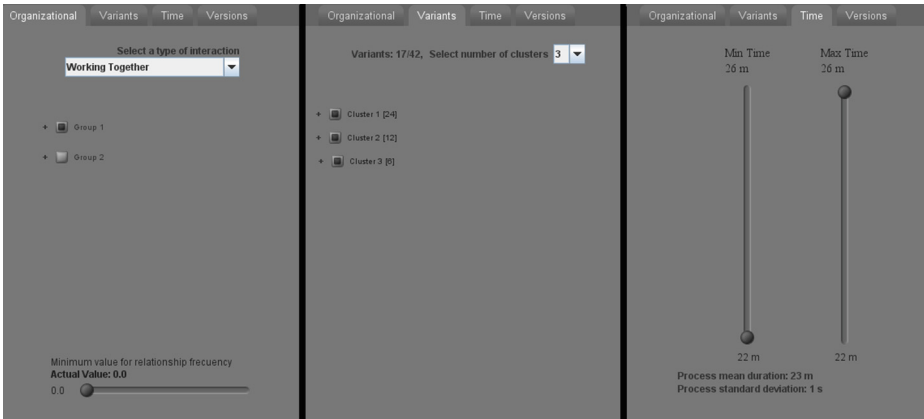 Organizational Variants Time Versions
Select a type of interaction
Working Together
+ Group 1
+ Group 2
Minimum value for relationship frecuency
Actual Value: 0.0
0.0
Organizational Variants Time Versions
Variants: 17/42, Select number of clusters 3
+ Cluster 1 [24]
+ Cluster 2 [12]
+ Cluster 3 [6]
Organizational Variants Time Versions
Min Time Max Time
26 m 26 m
22 m 22 m
Process mean duration: 23 m
Process standard deviation: 1 s